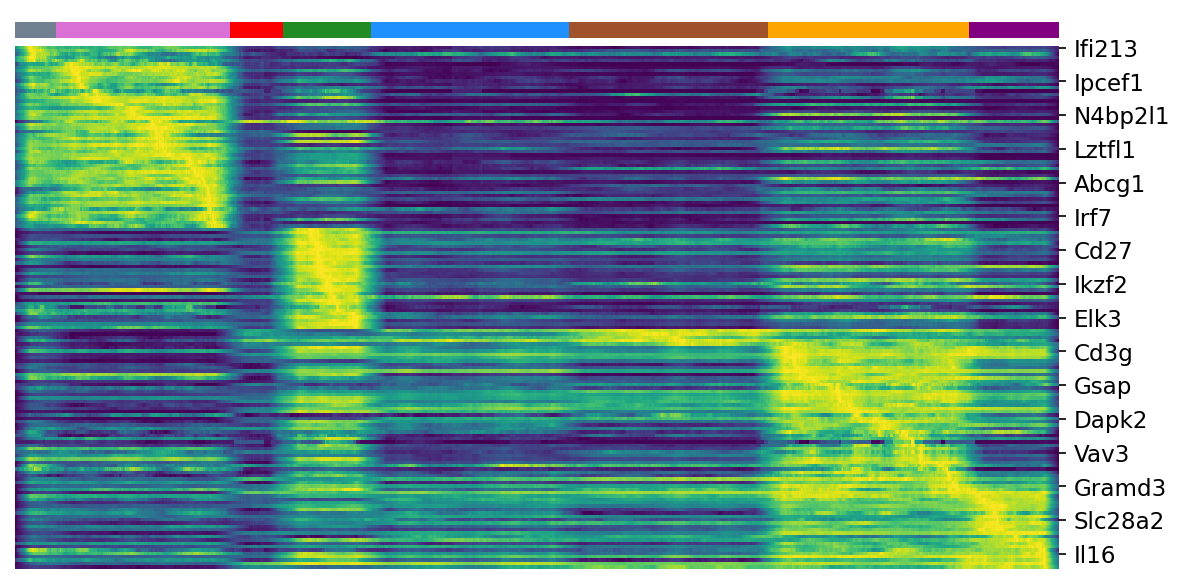 Ifi213
Ipcef1
N4bp2l1
Lztfl1
Abcg1
Irf7
Cd27
Ikzf2
Elk3
Cd3g
Gsap
Dapk2
Vav3
Gramd3
Slc28a2
Il16